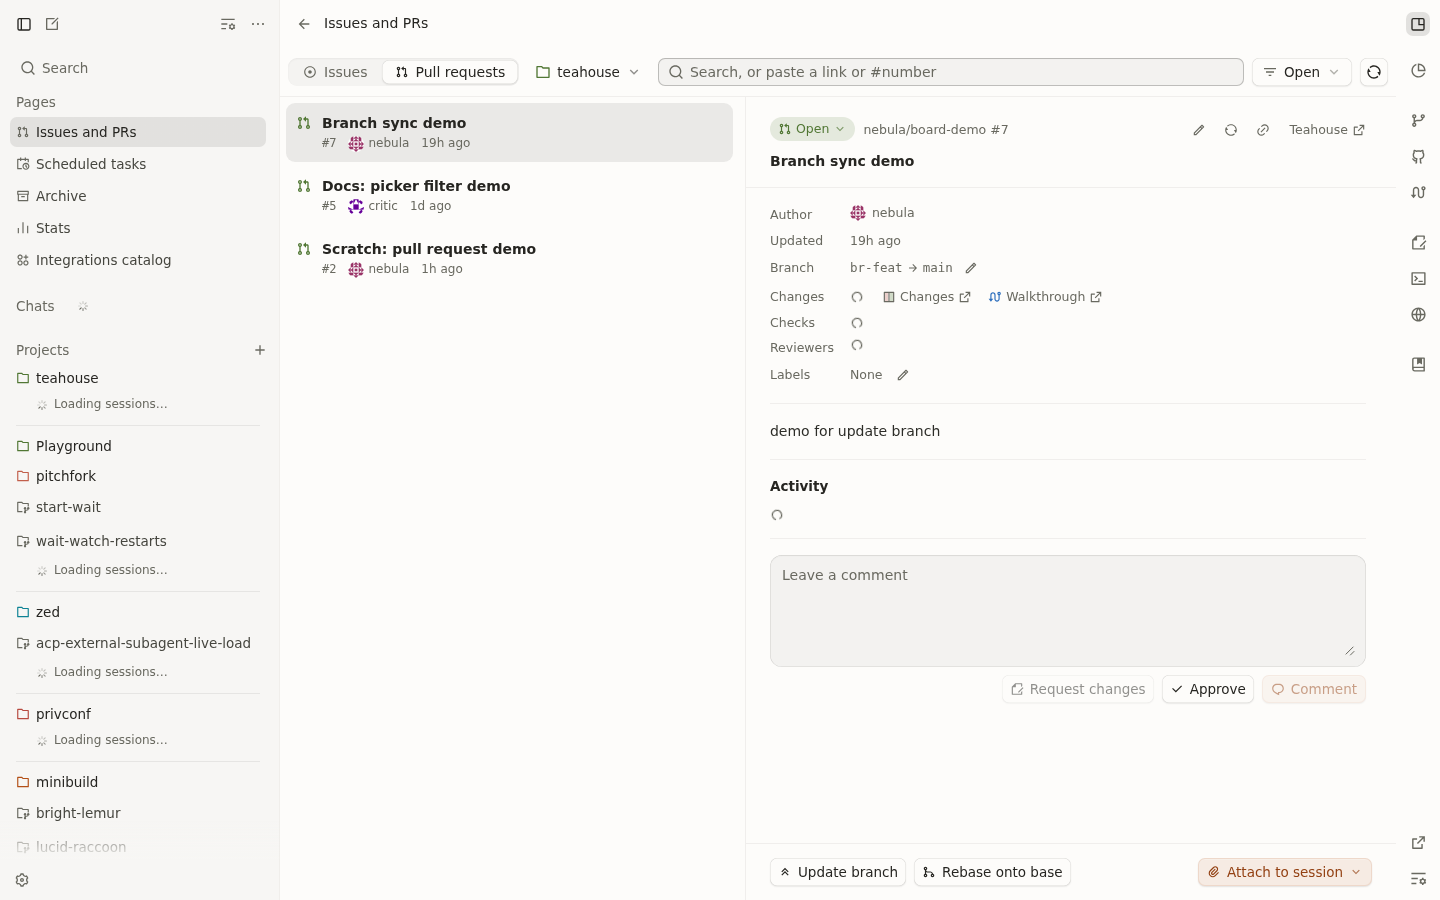 Issues and PRs
Search
Pages
Issues and PRs
Scheduled tasks
Archive
Stats
Integrations catalog
Chats
Projects
teahouse
Loading sessions...
Playground
pitchfork
start-wait
wait-watch-restarts
Loading sessions...
zed
acp-external-subagent-live-load
Loading sessions...
privconf
Loading sessions...
minibuild
bright-lemur
lucid-raccoon
Issues
Pull requests
teahouse
Search, or paste a link or #number
Open
Branch sync demo
#7 nebula 19h ago
Docs: picker filter demo
#5 critic 1d ago
Scratch: pull request demo
#2 nebula 1h ago
Open nebula/board-demo #7 Teahouse
Branch sync demo
Author nebula
Updated 19h ago
Branch br-feat → main
Changes Changes Walkthrough
Checks
Reviewers
Labels None
demo for update branch
Activity
Leave a comment
Request changes Approve Comment
Update branch Rebase onto base Attach to session